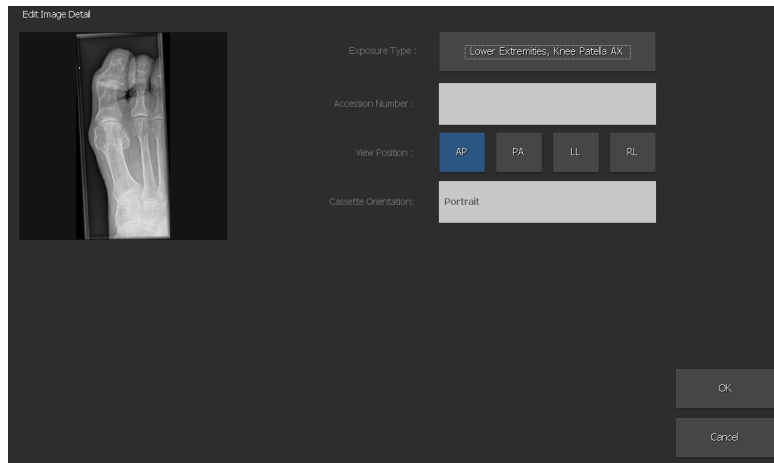 Edit Image Detail
Exposure Type :
Lower Extremities, Knee Patella AX
Accession Number :
View Position :
AP
PA
LL
RL
Cassette Orientation:
Portrait
OK
Cancel